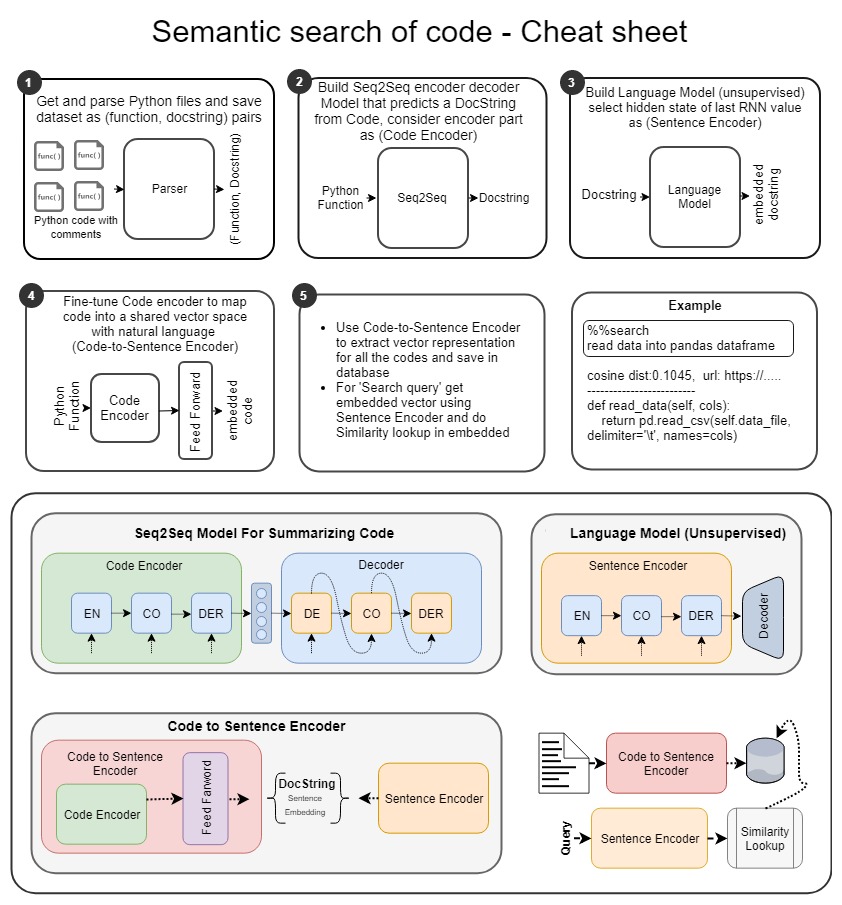 Semantic search of code - Cheat sheet
1
Get and parse Python files and save
dataset as (function, docstring) pairs
func( )
func( )
func( )
func( )
Python code with
comments
Parser
(Function, Docstring)
2
Build Seq2Seq encoder decoder
Model that predicts a DocString
from Code, consider encoder part
as (Code Encoder)
Python
Function
Seq2Seq
Docstring
3
Build Language Model (unsupervised)
select hidden state of last RNN value
as (Sentence Encoder)
Docstring
Language
Model
embedded
docstring
4
Fine-tune Code encoder to map
code into a shared vector space
with natural language
(Code-to-Sentence Encoder)
Python
Function
Code
Encoder
Feed Forward
embedded
code
5
• Use Code-to-Sentence Encoder
to extract vector representation
for all the codes and save in
database
• For 'Search query' get
embedded vector using
Sentence Encoder and do
Similarity lookup in embedded
Example
%%search
read data into pandas dataframe
cosine dist:0.1045, url: https://.....
---------------------------
def read_data(self, cols):
return pd.read_csv(self.data_file,
delimiter='\t', names=cols)
Seq2Seq Model For Summarizing Code
Code Encoder
EN
CO
DER
Decoder
DE
CO
DER
Language Model (Unsupervised)
Sentence Encoder
EN
CO
DER
Decoder
Code to Sentence Encoder
Code to Sentence
Encoder
Code Encoder
Feed Farword
DocString
Sentence
Embedding
Sentence Encoder
Code to Sentence
Encoder
Query
Sentence Encoder
Similarity
Lookup